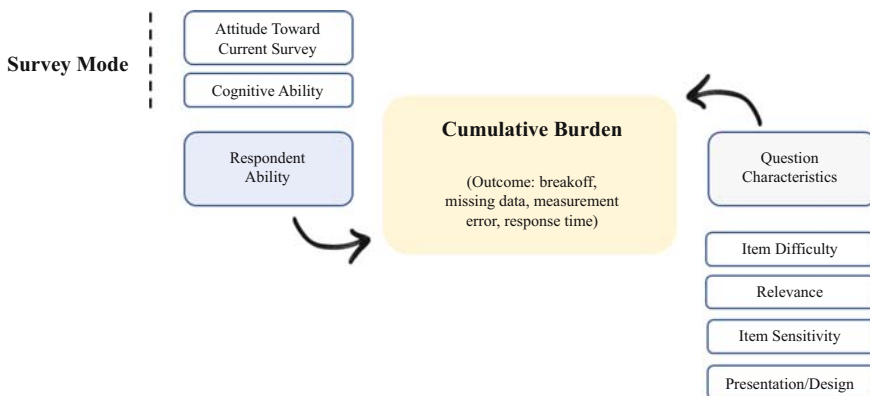 Survey Mode
Attitude Toward
Current Survey
Cognitive Ability
Respondent
Ability
Cumulative Burden
(Outcome: breakoff,
missing data, measurement
error, response time)
Question
Characteristics
Item Difficulty
Relevance
Item Sensitivity
Presentation/Design